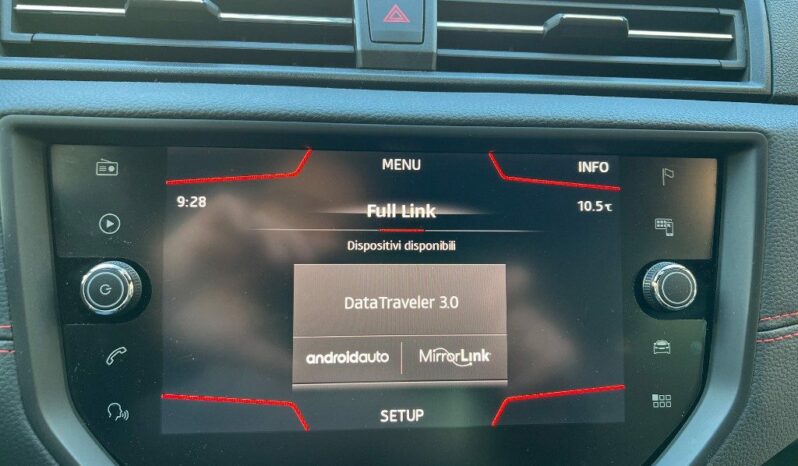 MENU
INFO
9:28
Full Link
10.5℃
Dispositivi disponibili
DataTraveler 3.0
androidauto
MirrorLink
SETUP